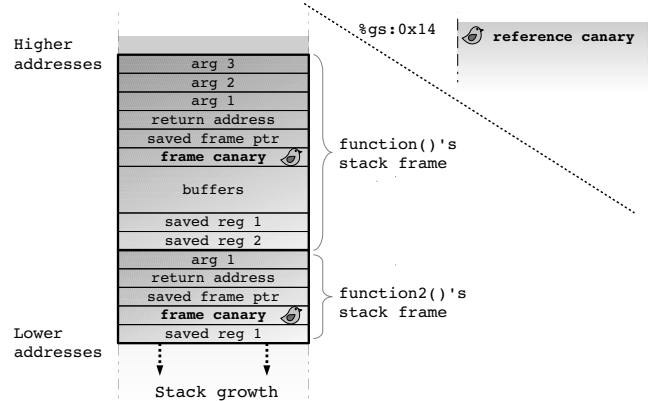 %gs:0x14
reference canary
Higher
addresses
arg 3
arg 2
arg 1
return address
saved frame ptr
frame canary
buffers
saved reg 1
saved reg 2
function()'s
stack frame
arg 1
return address
saved frame ptr
frame canary
saved reg 1
function2()'s
stack frame
Lower
addresses
Stack growth